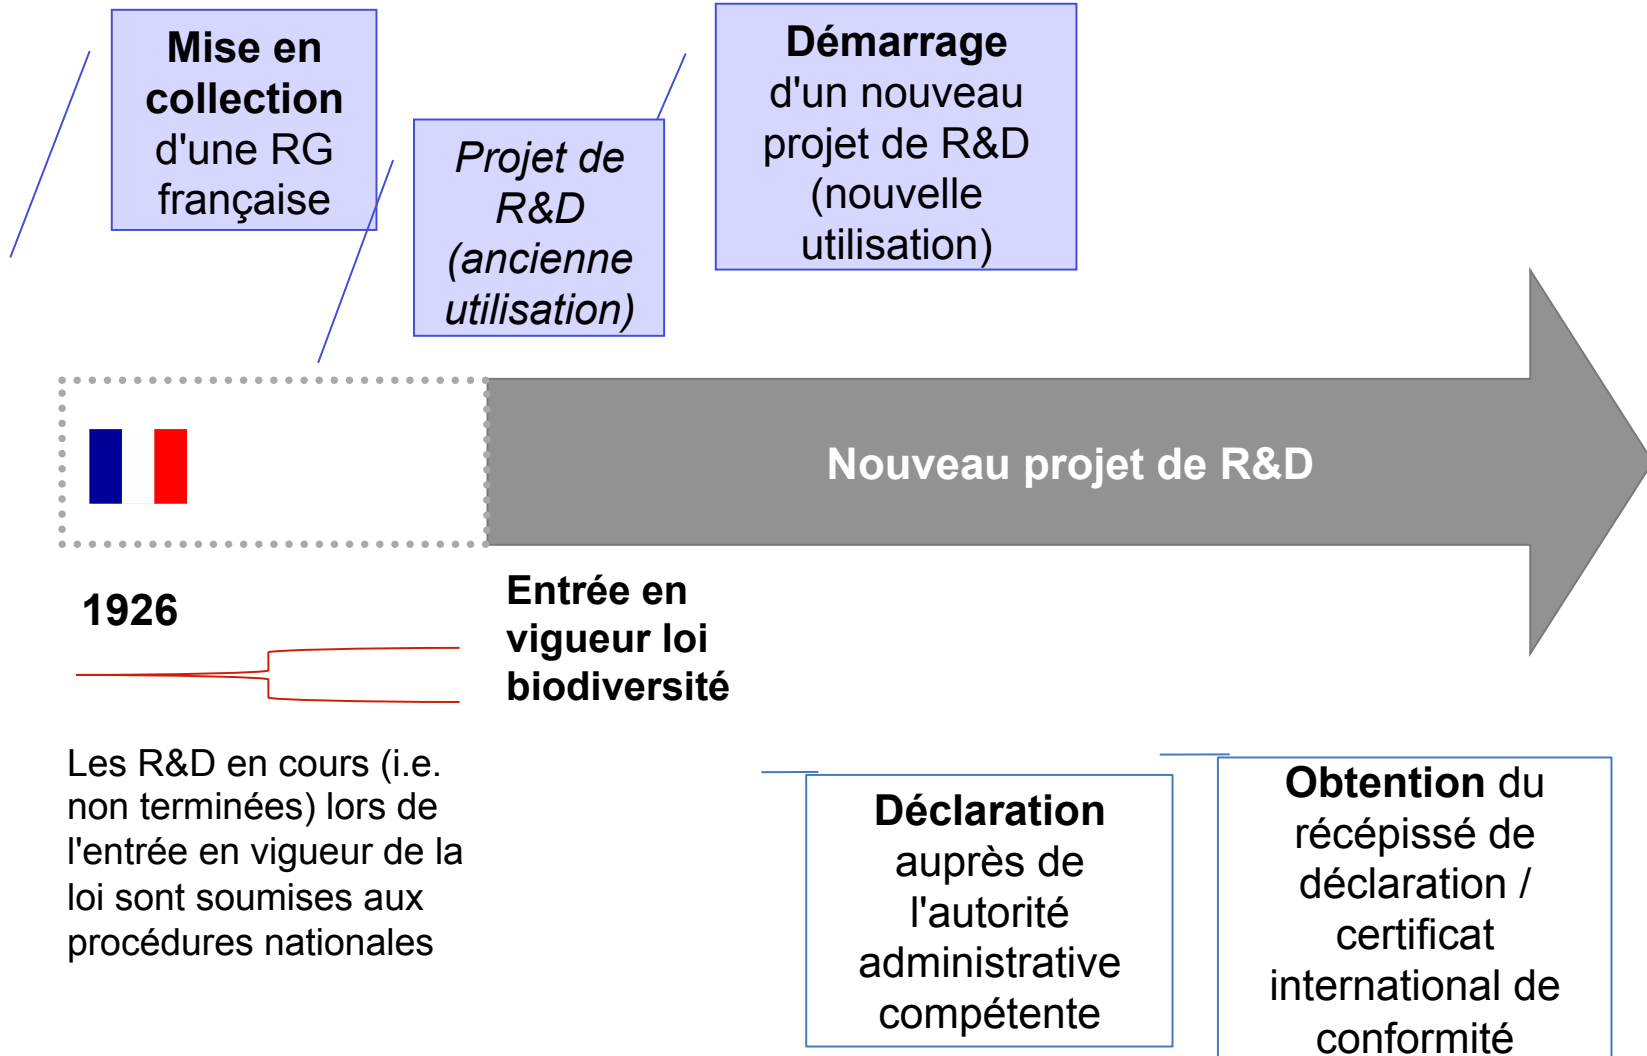 Mise en
collection
d'une RG
française
Projet de
R&D
(ancienne
utilisation)
Démarrage
d'un nouveau
projet de R&D
(nouvelle
utilisation)
Nouveau projet de R&D
1926
Entrée en
vigueur loi
biodiversité
Les R&D en cours (i.e.
non terminées) lors de
l'entrée en vigueur de la
loi sont soumises aux
procédures nationales
Déclaration
auprès de
l'autorité
administrative
compétente
Obtention du
récépissé de
déclaration /
certificat
international de
conformité